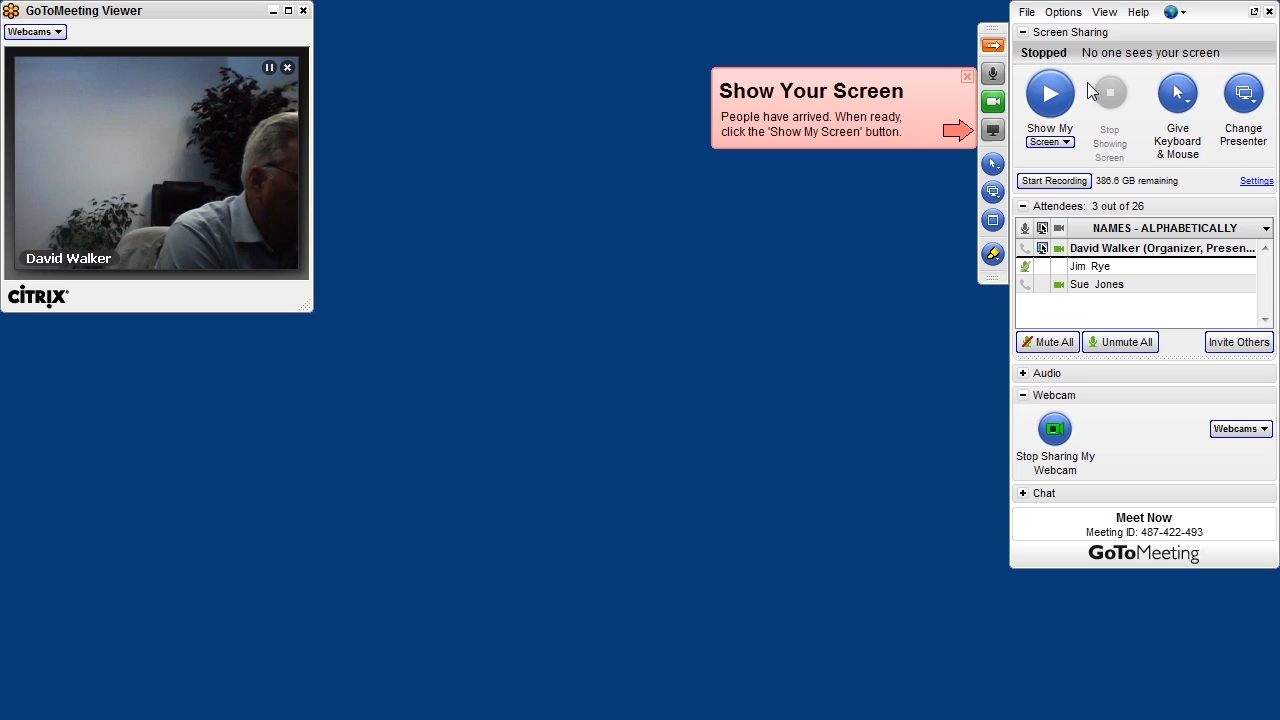 GoToMeeting Viewer
Webcams
David Walker
CİTRIX®
Show Your Screen
People have arrived. When ready,
click the 'Show My Screen' button.
File Options View Help
Screen Sharing
Stopped No one sees your screen
Show My
Screen
Stop
Showing
Screen
Give
Keyboard
& Mouse
Change
Presenter
Start Recording 386.6 GB remaining Settings
Attendees: 3 out of 26
NAMES - ALPHABETICALLY
David Walker (Organizer, Presen...
Jim Rye
Sue Jones
Mute All Unmute All Invite Others
Audio
Webcam
Stop Sharing My
Webcam
Webcams
Chat
Meet Now
Meeting ID: 487-422-493
GoToMeeting